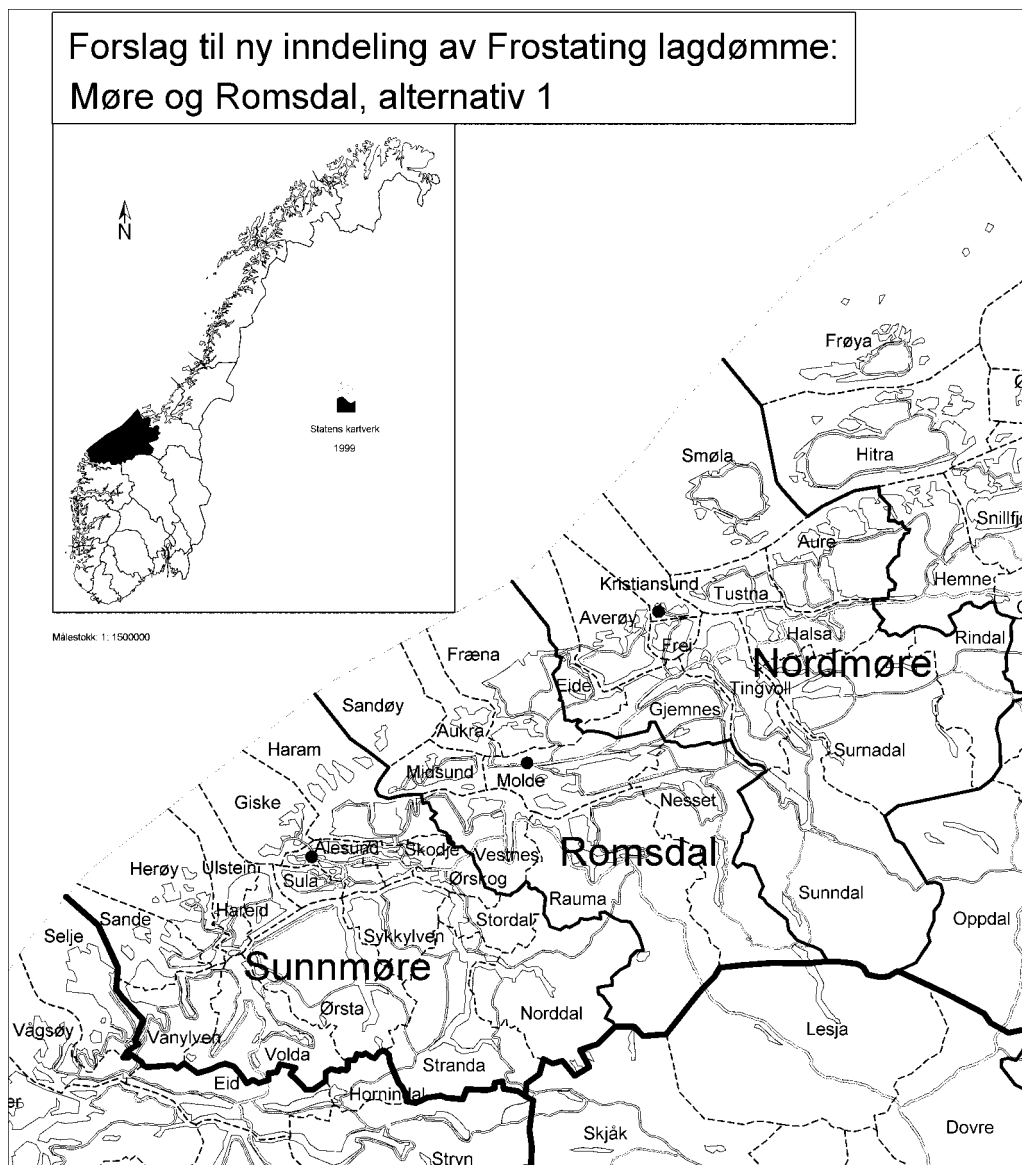 Forslag til ny inndeling av Frostating lagdømme:
Møre og Romsdal, alternativ 1
N
Statens kartverk
1999
Målestokk: 1: 1500000
Frøya
Hitra
Smøla
Snillfj
Aure
Hemne
Kristiansund
Tustna
Averøy
Halsa
Rindal
Frei
Nordmøre
Fræna
Eide
Tingvoll
Sandøy
Gjemnes
Aukra
Surnadal
Haram
Midsund
Molde
Nesset
Giske
Ålesund
Skodje
Vestnes
Romsdal
Herøy
Ulstein
Sula
Ørskog
Sunndal
Hareid
Rauma
Sande
Stordal
Oppdal
Selje
Sykkylven
Sunnmøre
Ørsta
Norddal
Vågsøy
Vanylven
Lesja
Volda
Stranda
Eid
Hornindal
er
Skjåk
Dovre
Stryn